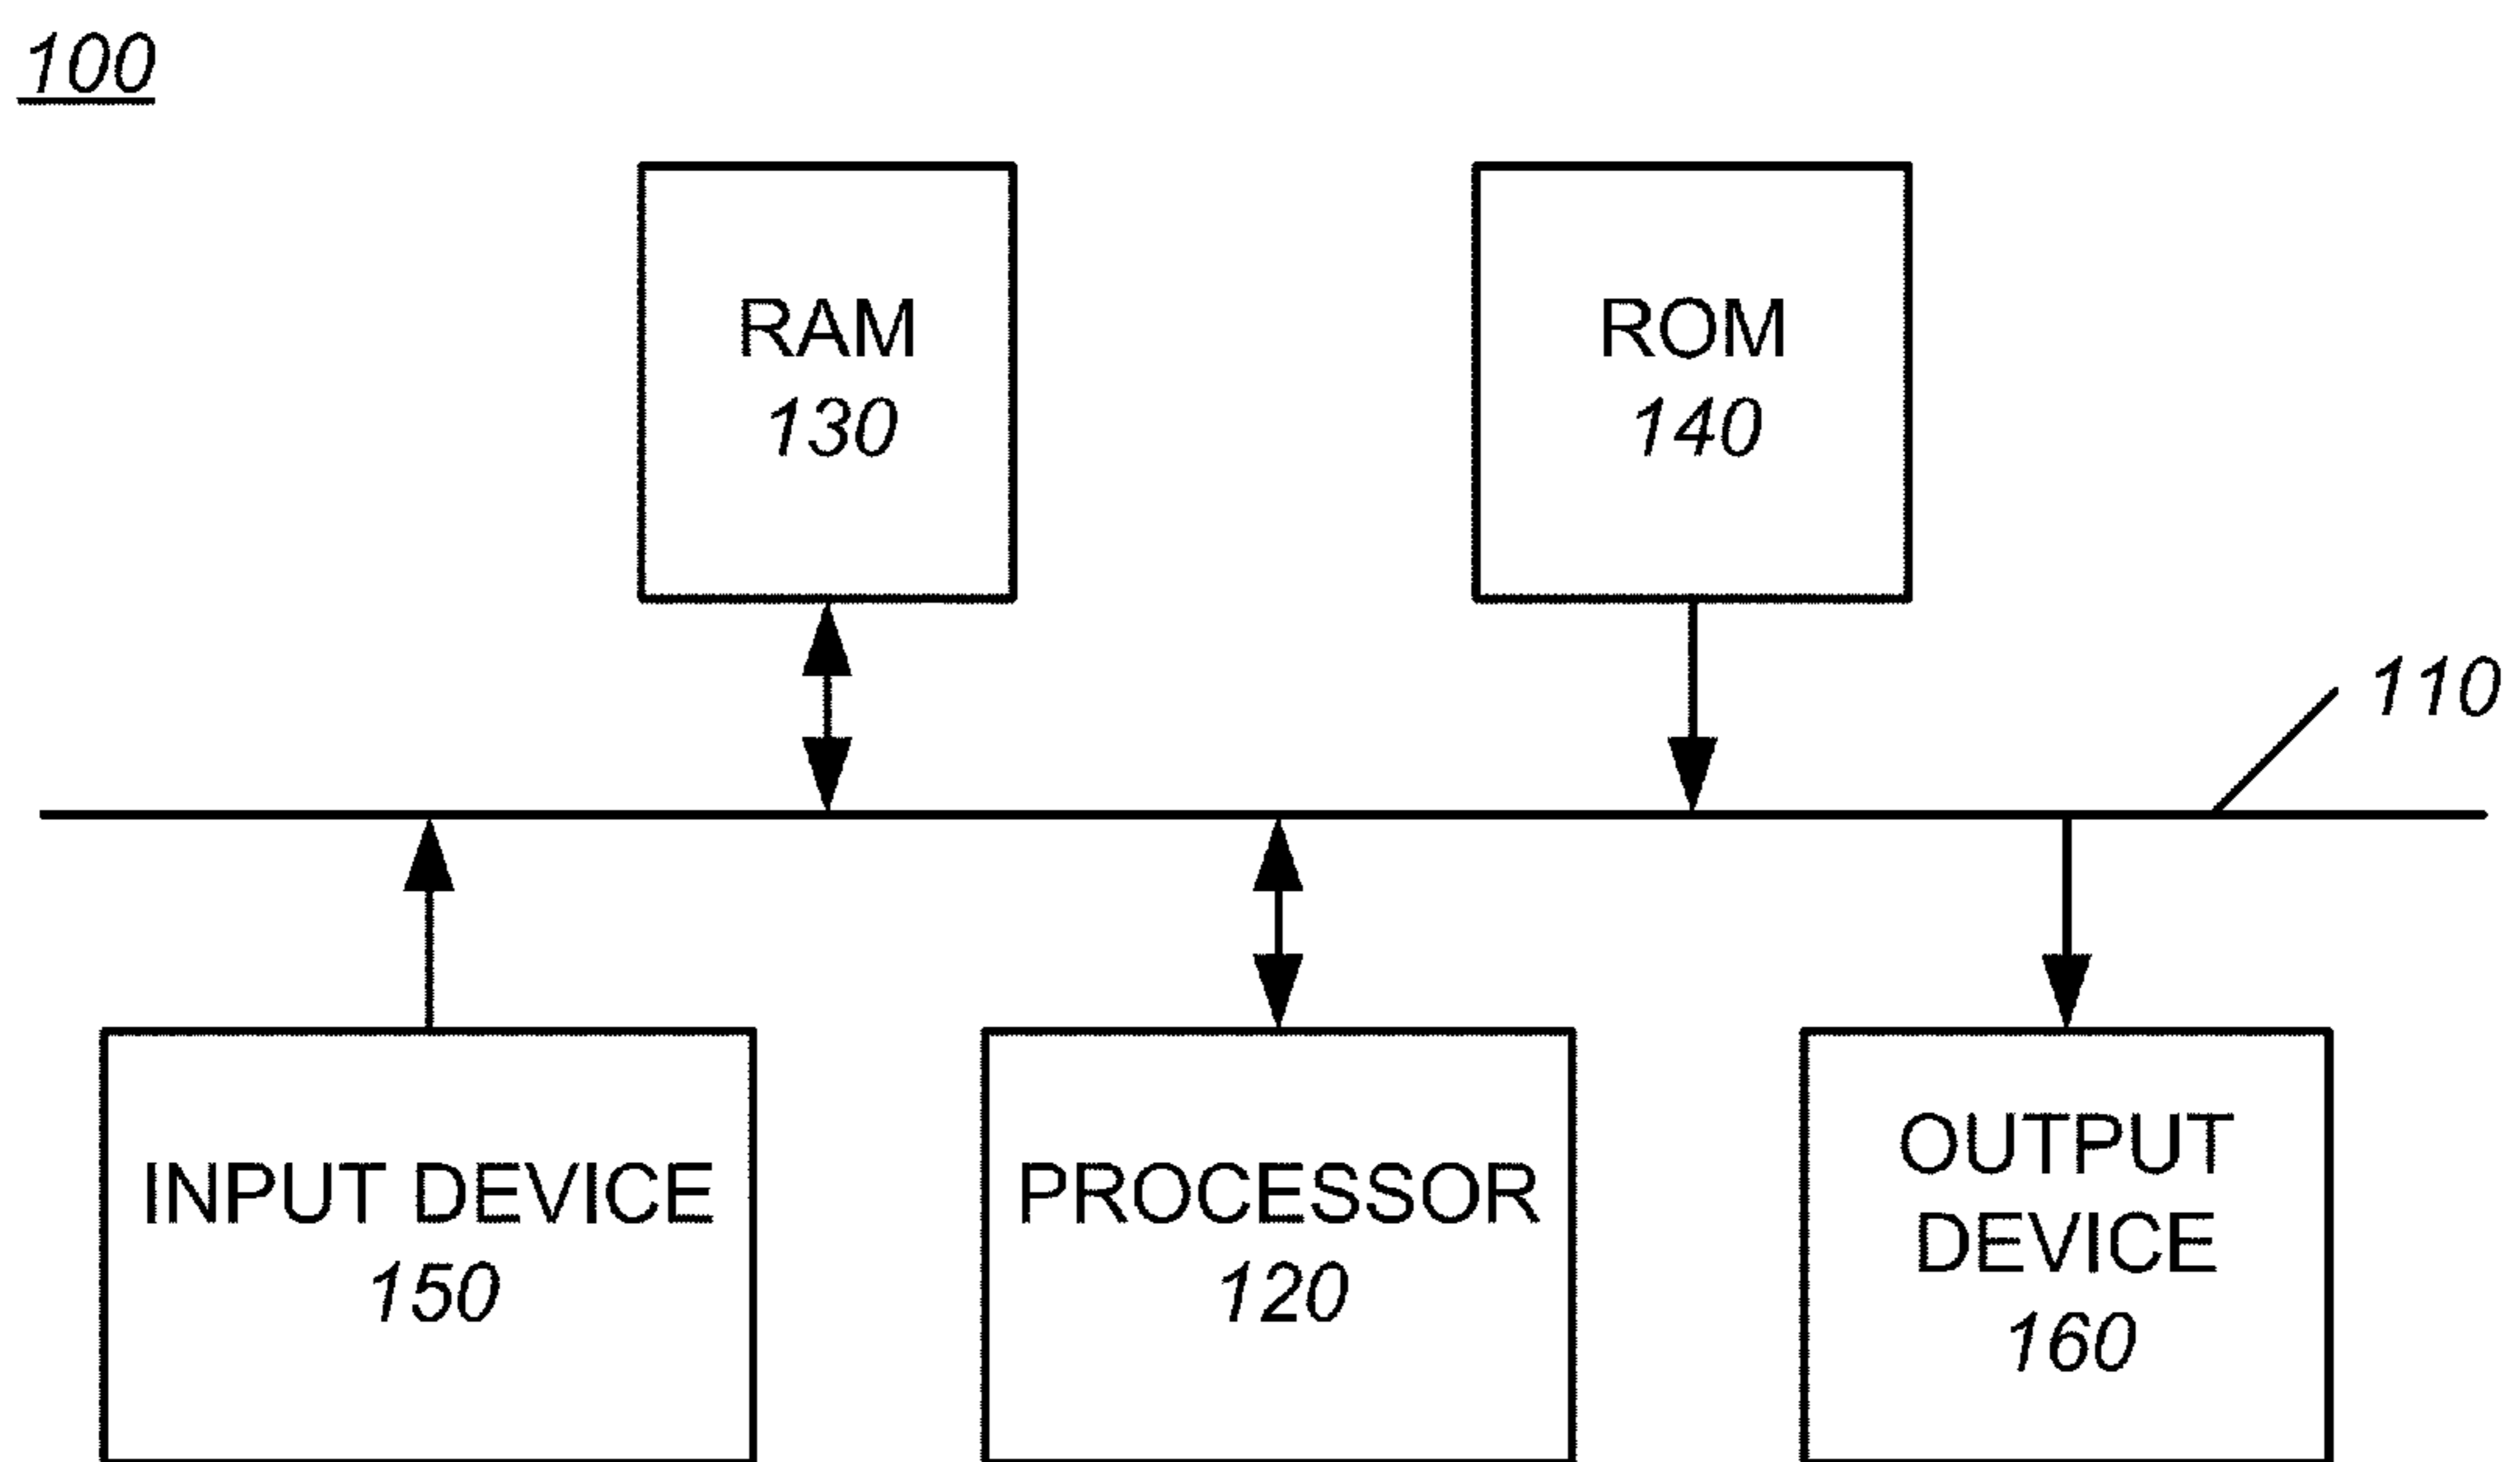 100
RAM
130
ROM
140
110
INPUT DEVICE
150
PROCESSOR
120
OUTPUT
DEVICE
160